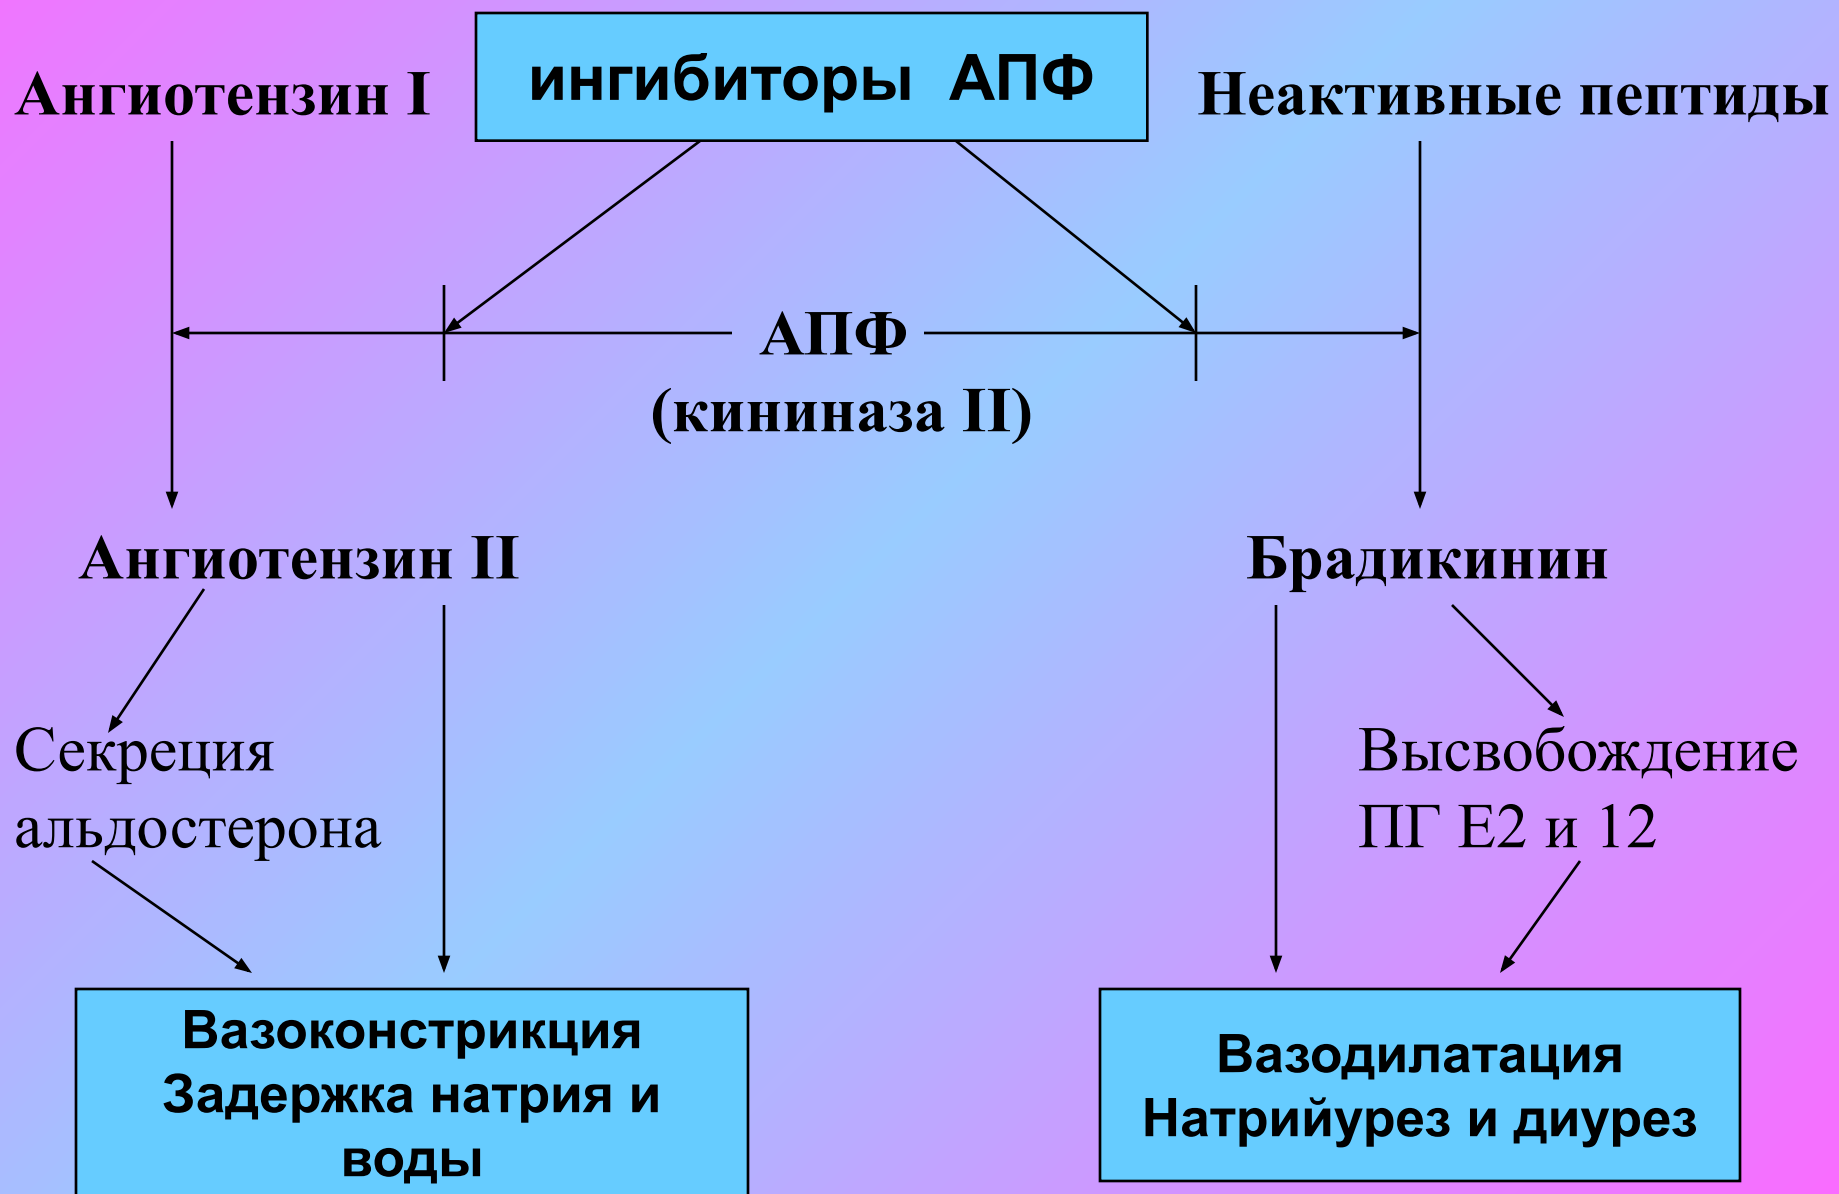 ингибиторы АПФ
Ангиотензин I
Неактивные пептиды
АПФ
(кининаза II)
Ангиотензин II
Брадикинин
Секреция
альдостерона
Высвобождение
ПГ Е2 и 12
Вазоконстрикция
Задержка натрия и
воды
Вазодилатация
Натрийурез и диурез